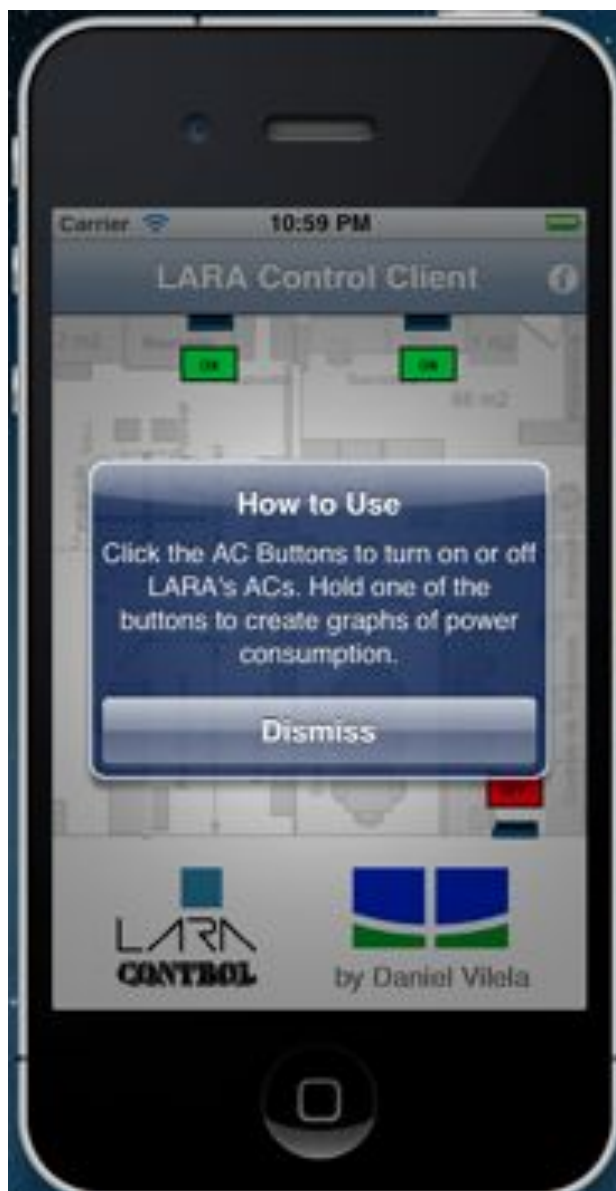 Carrier 10:59 PM
LARA Control Client
ON ON
How to Use
Click the AC Buttons to turn on or off
LARA's ACs. Hold one of the
buttons to create graphs of power
consumption.
Dismiss
LARA
CONTROL
by Daniel Vilela